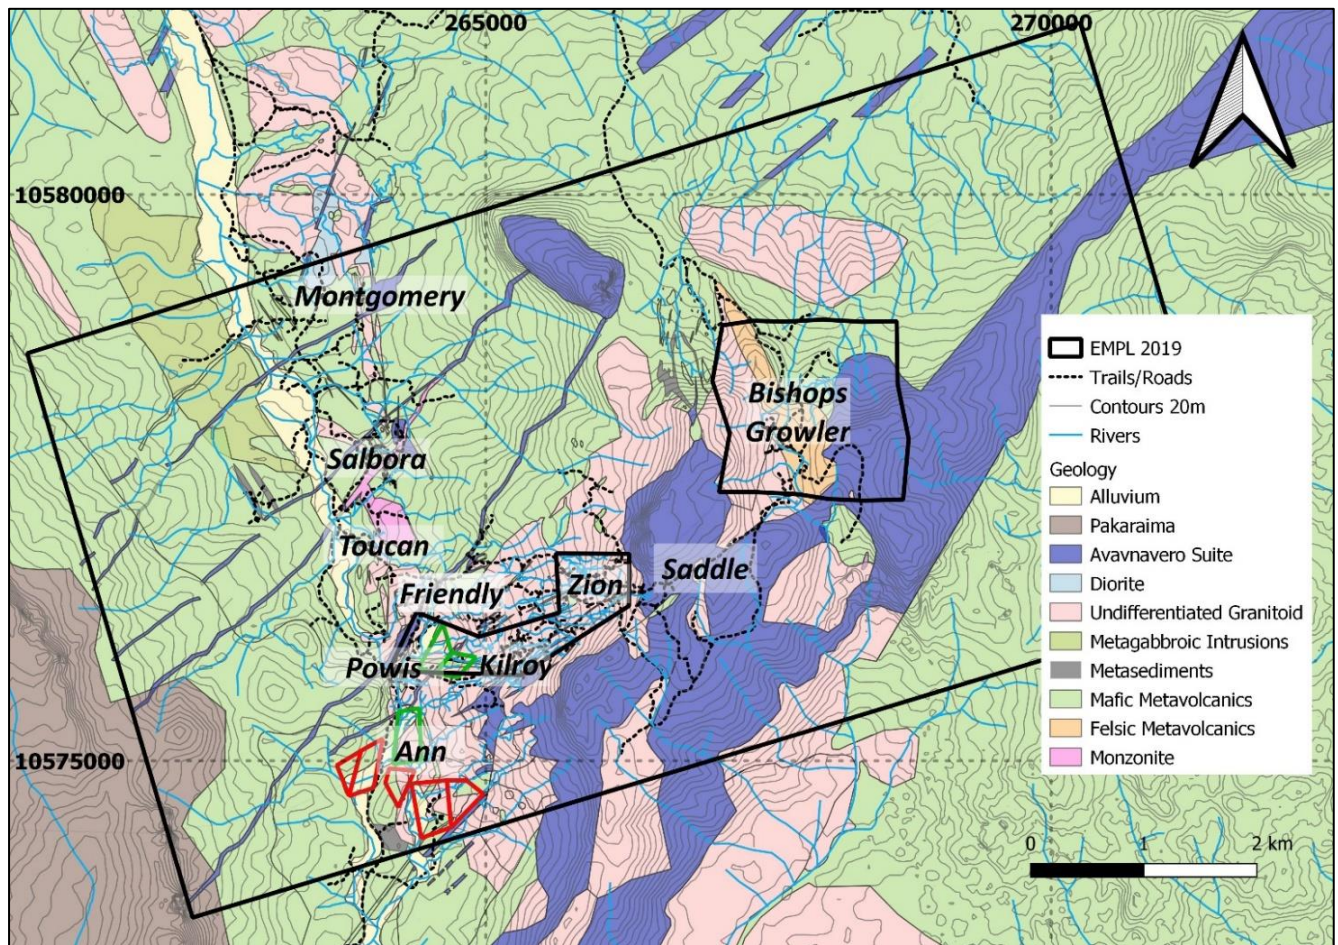 265000
270000
10580000
Montgomery
Bishops
Growler
Salbora
Toucan
Friendly
Zion
Saddle
Powis
Kilroy
Ann
10575000
EMPL 2019
Trails/Roads
Contours 20m
Rivers
Geology
Alluvium
Pakaraima
Avavnavero Suite
Diorite
Undifferentiated Granitoid
Metagabbroic Intrusions
Metasediments
Mafic Metavolcanics
Felsic Metavolcanics
Monzonite
0 1 2 km